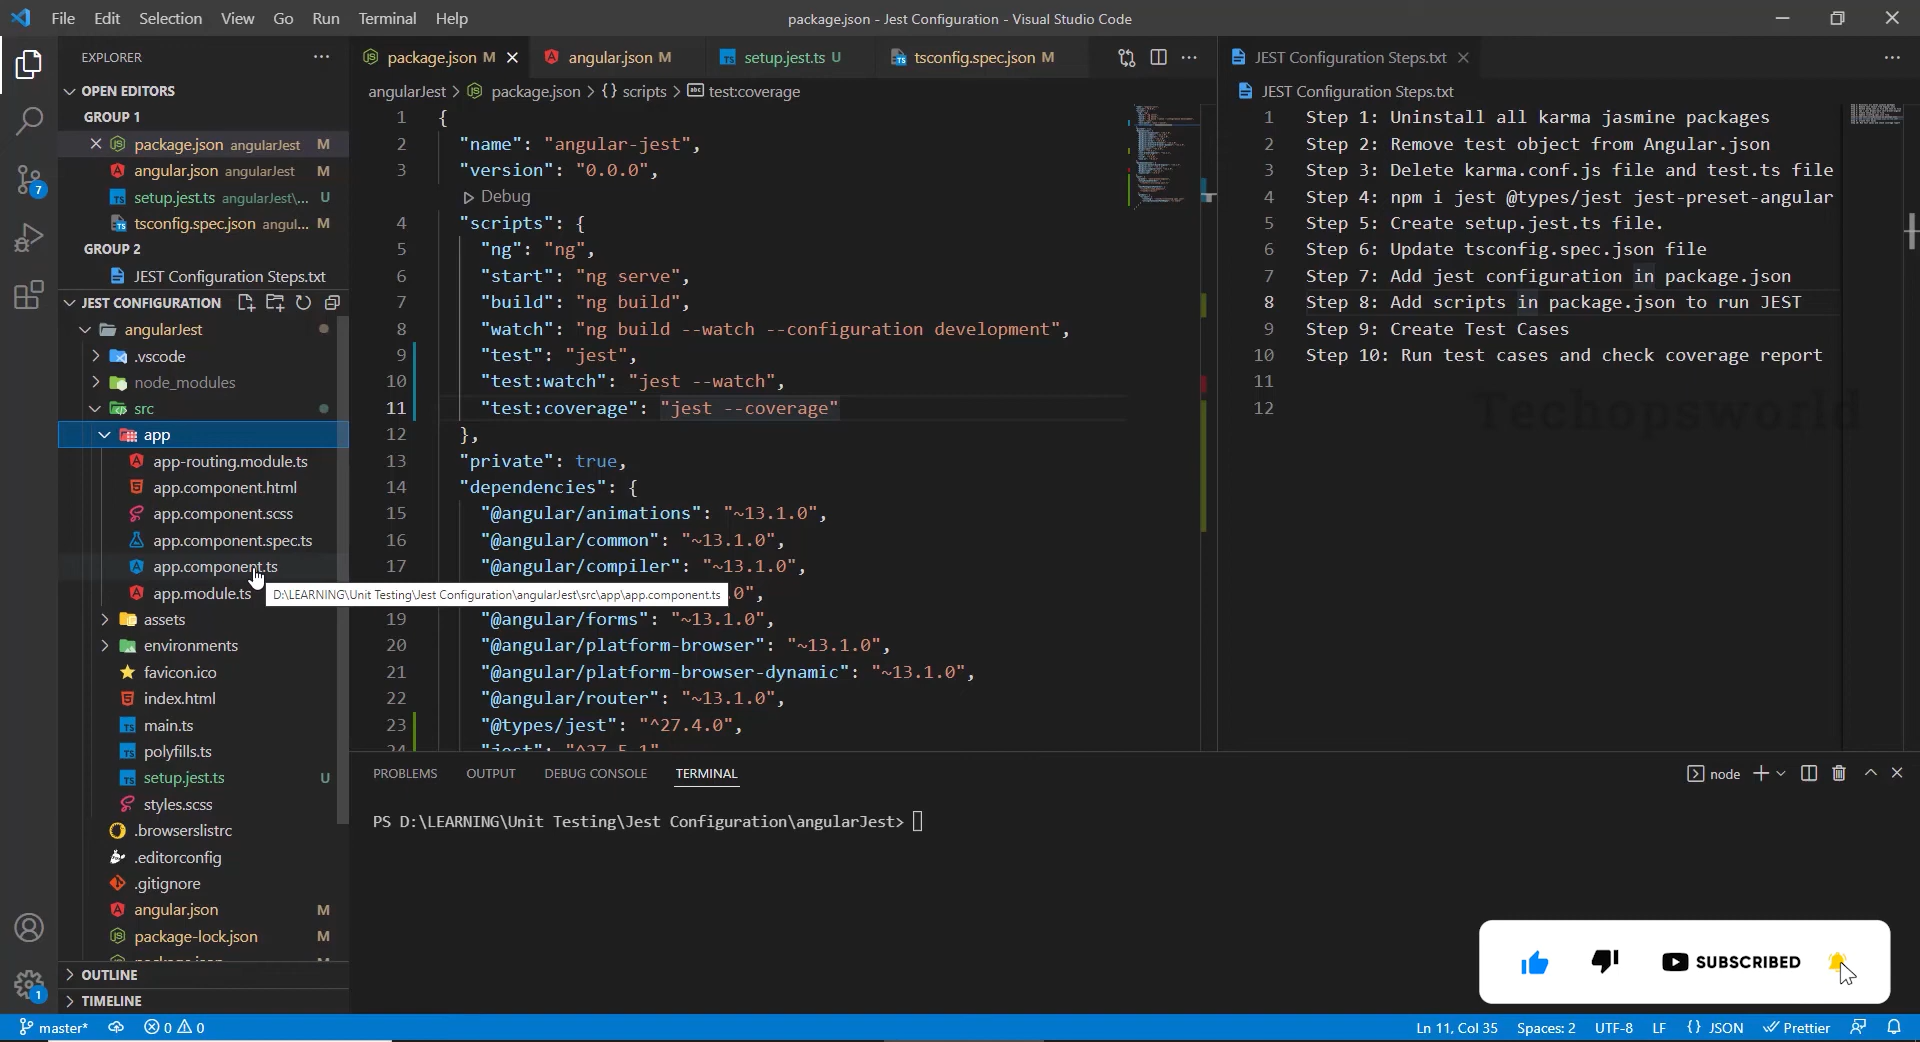 File Edit Selection View Go Run Terminal Help
package.json - Jest Configuration - Visual Studio Code
EXPLORER
OPEN EDITORS
GROUP 1
package.json angularJest M
angular.json angularJest M
setup.jest.ts angularJest\... U
tsconfig.spec.json angul... M
GROUP 2
JEST Configuration Steps.txt
JEST CONFIGURATION
angularJest
.vscode
node_modules
src
app
app-routing.module.ts
app.component.html
app.component.scss
app.component.spec.ts
app.component.ts
app.module.ts
assets
environments
favicon.ico
index.html
main.ts
polyfills.ts
setup.jest.ts U
styles.scss
.browserslistrc
.editorconfig
.gitignore
angular.json M
package-lock.json M
OUTLINE
TIMELINE
7
1
package.json M
angular.json M
setup.jest.ts U
tsconfig.spec.json M
angularJest > package.json > {} scripts > abc test:coverage
1 {
2 "name": "angular-jest",
3 "version": "0.0.0",
Debug
4 "scripts": {
5 "ng": "ng",
6 "start": "ng serve",
7 "build": "ng build",
8 "watch": "ng build --watch --configuration development",
9 "test": "jest",
10 "test:watch": "jest --watch",
11 "test:coverage": "jest --coverage"
12 },
13 "private": true,
14 "dependencies": {
15 "@angular/animations": "~13.1.0",
16 "@angular/common": "~13.1.0",
17 "@angular/compiler": "~13.1.0",
D:\LEARNING\Unit Testing\Jest Configuration\angularJest\src\app\app.component.ts
.0",
19 "@angular/forms": "~13.1.0",
20 "@angular/platform-browser": "~13.1.0",
21 "@angular/platform-browser-dynamic": "~13.1.0",
22 "@angular/router": "~13.1.0",
23 "@types/jest": "^27.4.0",
24 "jest": "^27.5.1"
JEST Configuration Steps.txt
JEST Configuration Steps.txt
1 Step 1: Uninstall all karma jasmine packages
2 Step 2: Remove test object from Angular.json
3 Step 3: Delete karma.conf.js file and test.ts file
4 Step 4: npm i jest @types/jest jest-preset-angular
5 Step 5: Create setup.jest.ts file.
6 Step 6: Update tsconfig.spec.json file
7 Step 7: Add jest configuration in package.json
8 Step 8: Add scripts in package.json to run JEST
9 Step 9: Create Test Cases
10 Step 10: Run test cases and check coverage report
11
12
Techopsworld
PROBLEMS OUTPUT DEBUG CONSOLE TERMINAL
node
PS D:\LEARNING\Unit Testing\Jest Configuration\angularJest>
SUBSCRIBED
master* 0 0
Ln 11, Col 35 Spaces: 2 UTF-8 LF {} JSON Prettier